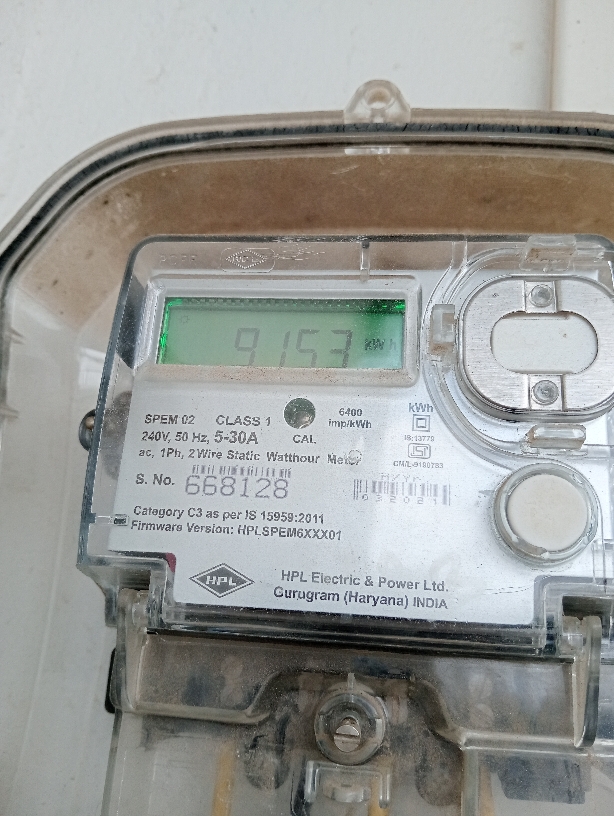 9153 kWh
SPEM 02 CLASS 1
240V, 50 Hz, 5-30A
CAL.
6400
imp/kWh
ac, 1Ph, 2Wire Static Watthour Meter
kWh
IS:13779
S. No. 668128
Category C3 as per IS 15959:2011
Firmware Version: HPLSPEM6XXX01
HPL
HPL Electric & Power Ltd.
Gurugram (Haryana) INDIA